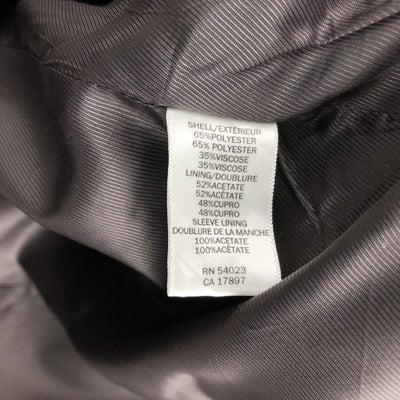 SHELL/EXTÉRIEUR
65%POLYESTER
65% POLYESTER
35%VISCOSE
35%VISCOSE
LINING/DOUBLURE
52%ACETATE
52%ACÉTATE
48%CUPRO
48%CUPRO
SLEEVE LINING
DOUBLURE DE LA MANCHE
100%ACETATE
100%ACÉTATE
RN 54023
CA 17897